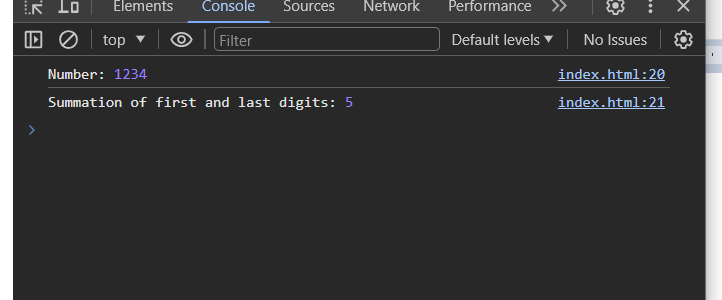 Elements Console Sources Network Performance
top Filter Default levels No Issues
Number: 1234 index.html:20
Summation of first and last digits: 5 index.html:21